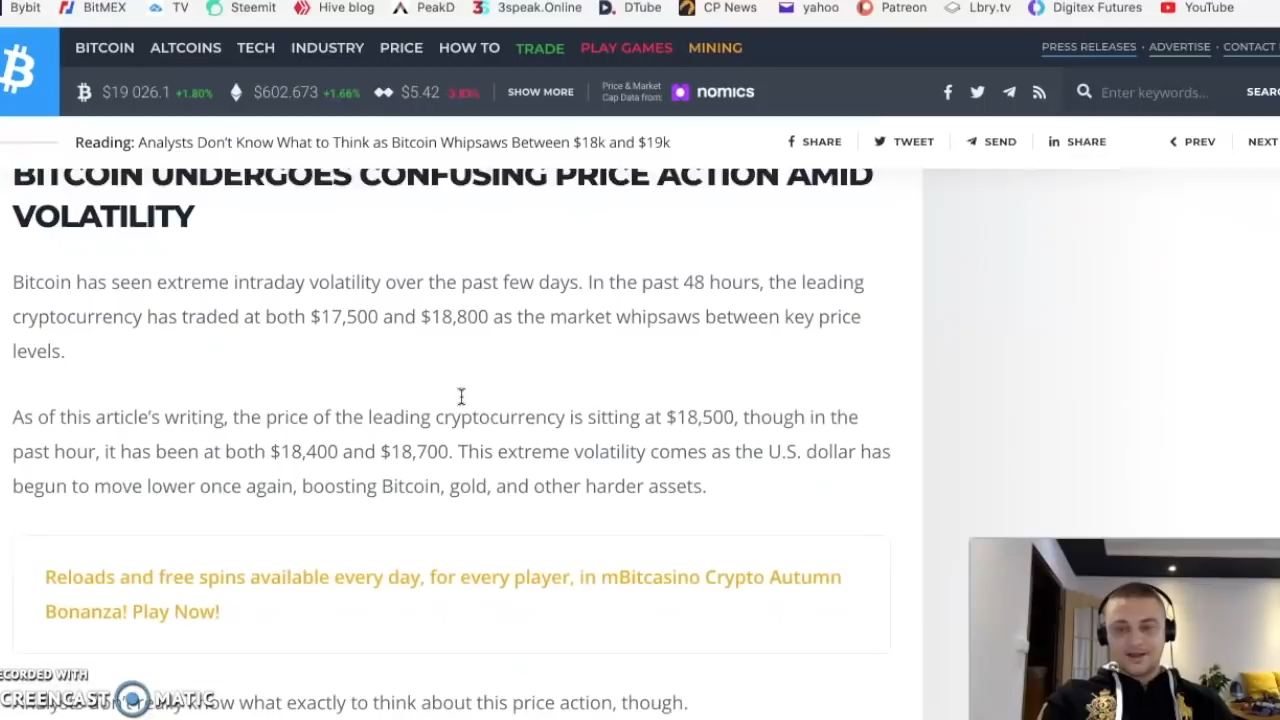 Bybit BitMEX TV Steemit Hive blog PeakD 3speak.Online DTube CP News yahoo Patreon Lbry.tv Digitex Futures YouTube
BITCOIN ALTCOINS TECH INDUSTRY PRICE HOW TO TRADE PLAY GAMES MINING PRESS RELEASES · ADVERTISE · CONTACT
$19 026.1 +1.80% $602.673 +1.66% $5.42 -3.83% SHOW MORE Price & Market Cap Data from: nomics Enter keywords... SEARC
Reading: Analysts Don't Know What to Think as Bitcoin Whipsaws Between $18k and $19k SHARE TWEET SEND SHARE PREV NEXT
BITCOIN UNDERGOES CONFUSING PRICE ACTION AMID
VOLATILITY
Bitcoin has seen extreme intraday volatility over the past few days. In the past 48 hours, the leading
cryptocurrency has traded at both $17,500 and $18,800 as the market whipsaws between key price
levels.
As of this article's writing, the price of the leading cryptocurrency is sitting at $18,500, though in the
past hour, it has been at both $18,400 and $18,700. This extreme volatility comes as the U.S. dollar has
begun to move lower once again, boosting Bitcoin, gold, and other harder assets.
Reloads and free spins available every day, for every player, in mBitcasino Crypto Autumn
Bonanza! Play Now!
ECORDED WITH
CREENCAST MATIC
Analysts don't really know what exactly to think about this price action, though.